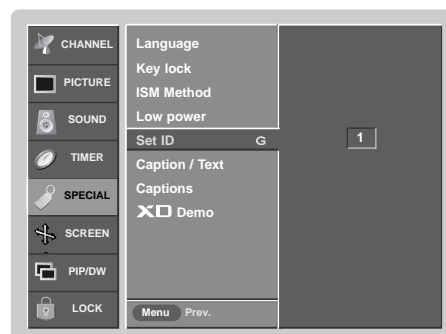 CHANNEL
PICTURE
SOUND
TIMER
SPECIAL
SCREEN
PIP/DW
LOCK
Language
Key lock
ISM Method
Low power
Set ID G
Caption / Text
Captions
XD Demo
Menu Prev.
1